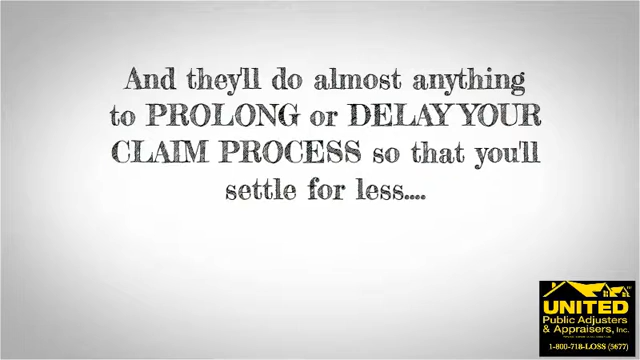 And they'll do almost anything
to PROLONG or DELAY YOUR
CLAIM PROCESS so that you'll
settle for less....
UNITED
Public Adjusters
& Appraisers, Inc.
1-800-718-LOSS (5677)